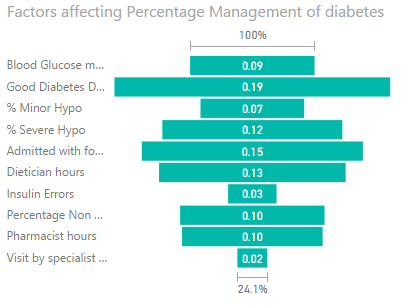 Factors affecting Percentage Management of diabetes
100%
Blood Glucose m... 0.09
Good Diabetes D... 0.19
% Minor Hypo 0.07
% Severe Hypo 0.12
Admitted with fo... 0.15
Dietician hours 0.13
Insulin Errors 0.03
Percentage Non ... 0.10
Pharmacist hours 0.10
Visit by specialist ... 0.02
24.1%